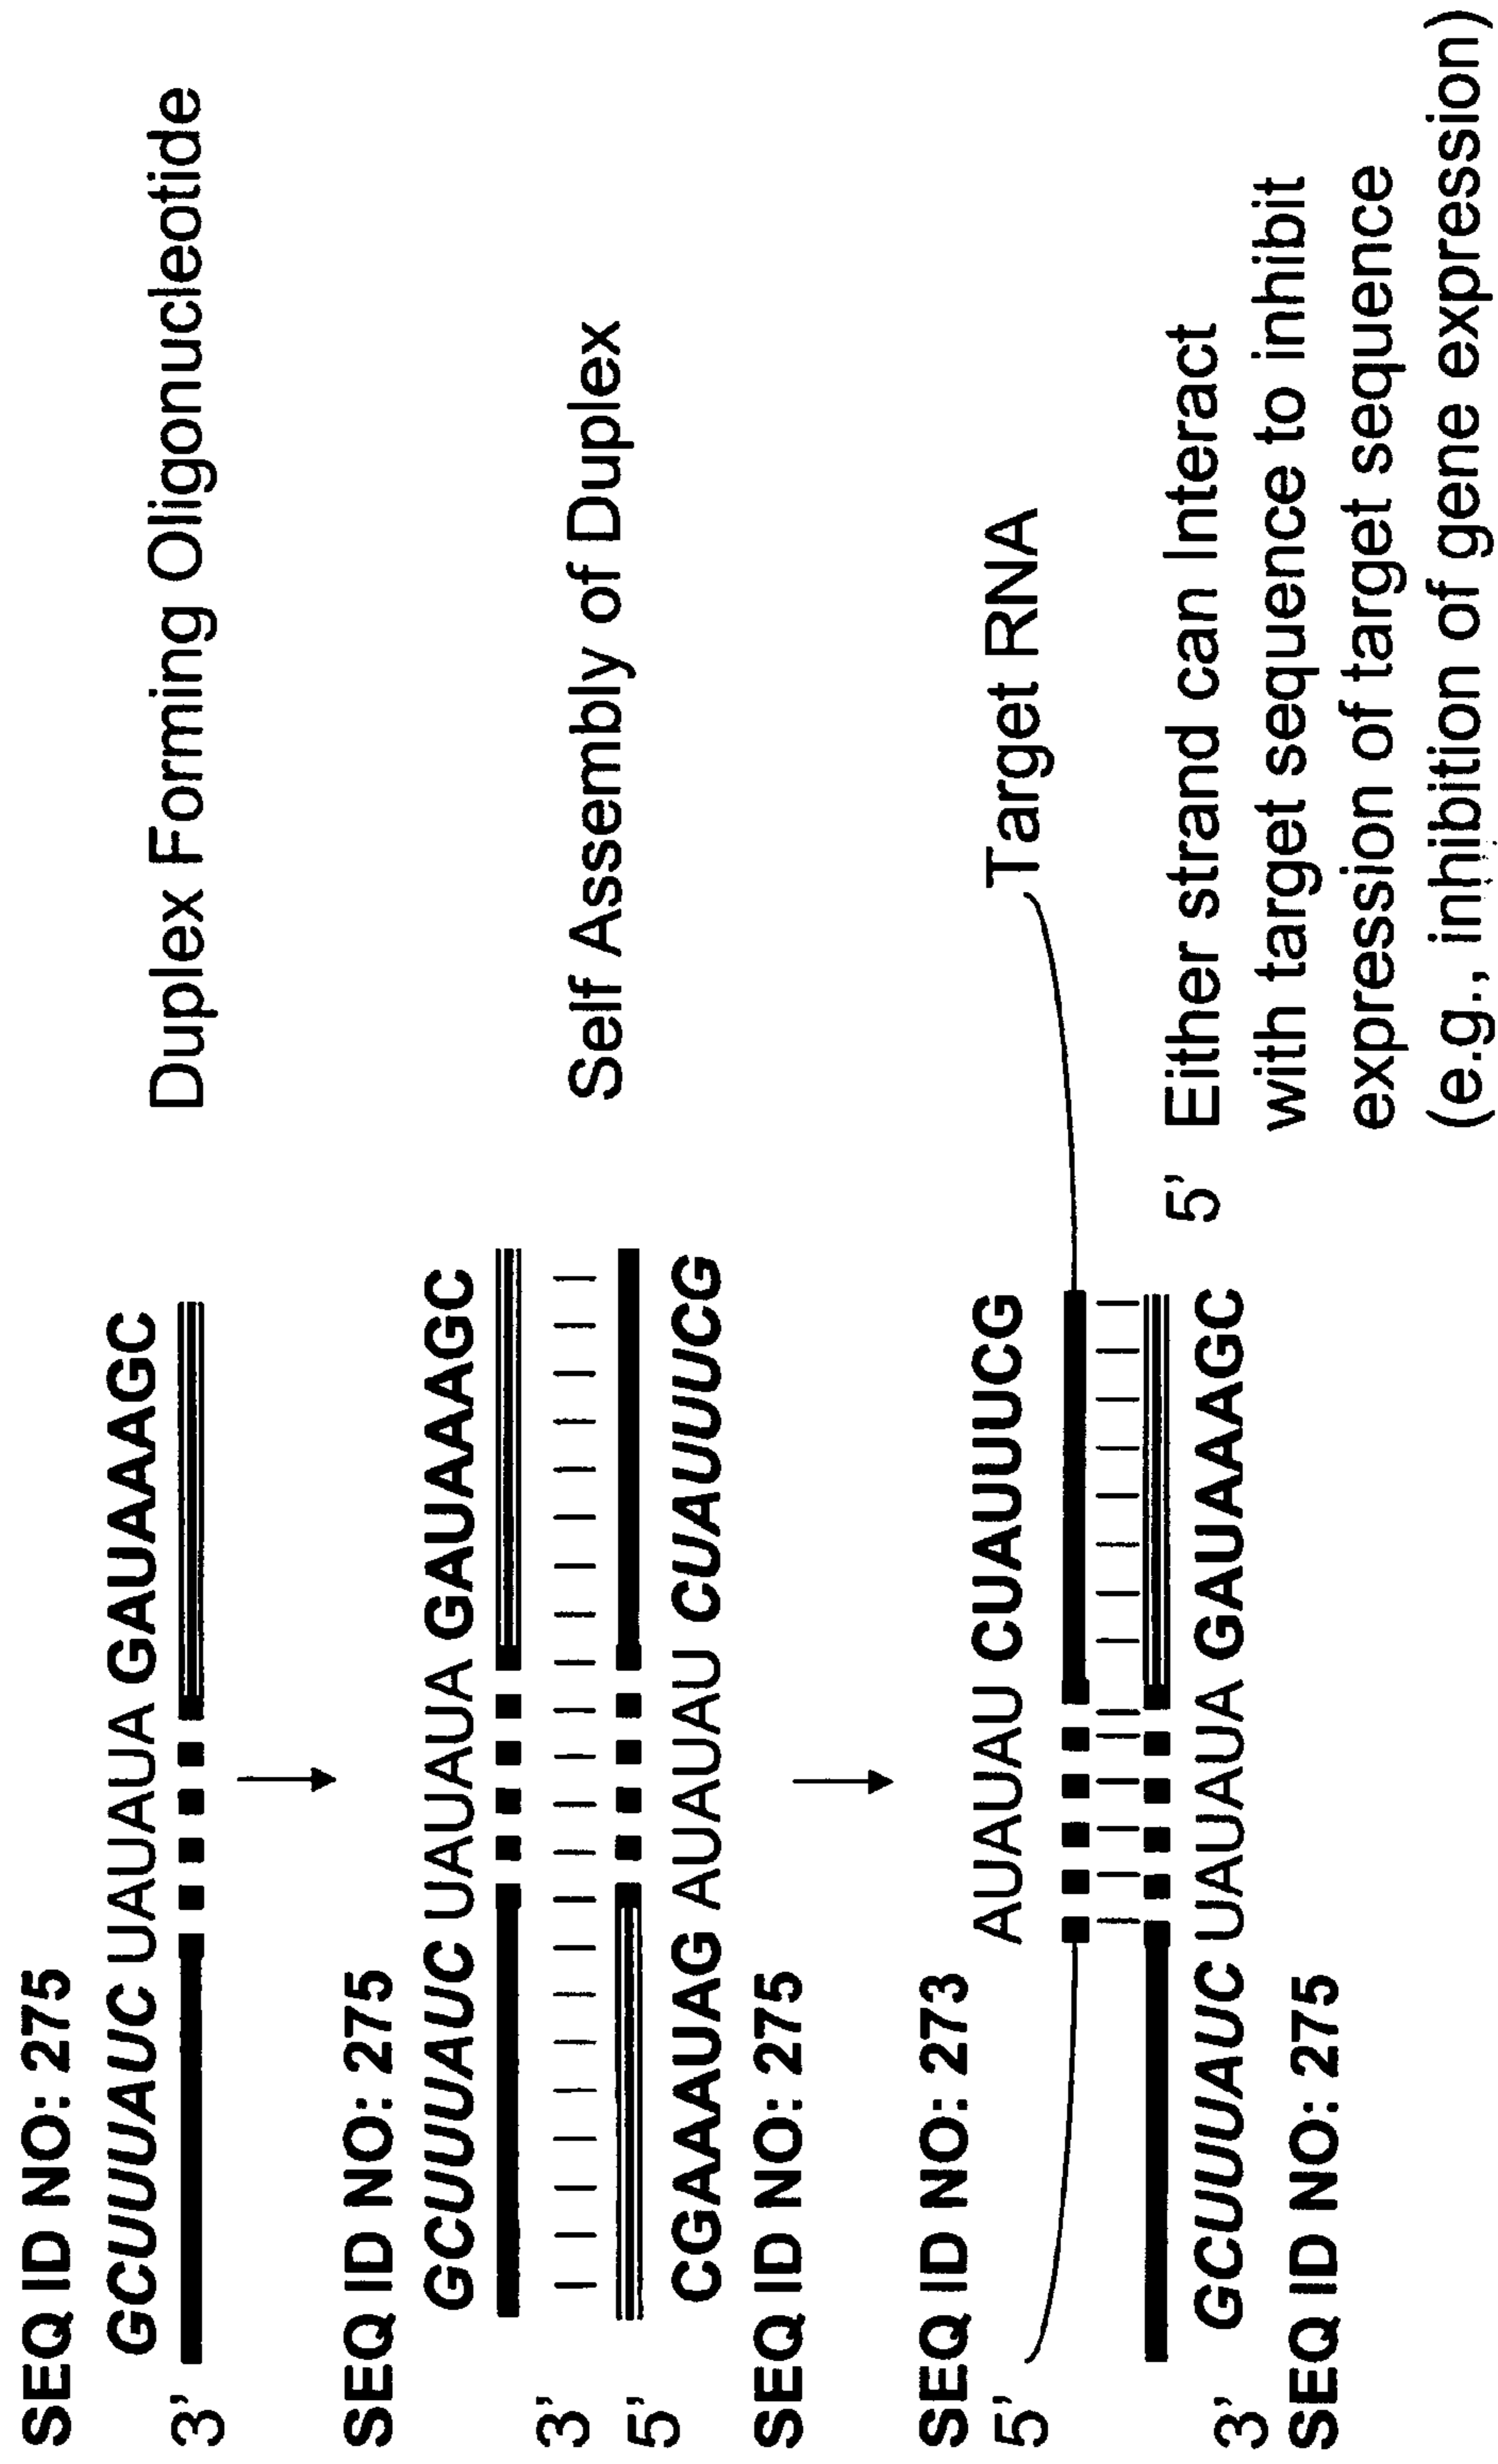 SEQ ID NO: 275
GCUUUAUC UAUAUA GAUAAAGC
3'
Duplex Forming Oligonucleotide
SEQ ID NO: 275
GCUUUAUC UAUAUA GAUAAAGC
3'
5'
Self Assembly of Duplex
CGAAAUAG AUAUAU CUAUUUCG
SEQ ID NO: 275
SEQ ID NO: 273
AUAUAU CUAUUUCG
5'
Target RNA
3'
GCUUUAUC UAUAUA GAUAAAGC
SEQ ID NO: 275
5'
Either strand can Interact
with target sequence to inhibit
expression of target sequence
(e.g., inhibition of gene expression)